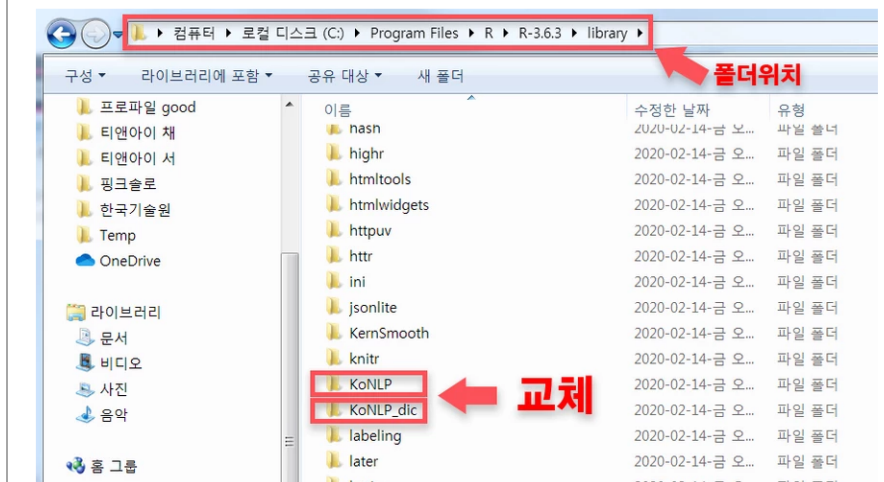 컴퓨터 ▶ 로컬 디스크 (C:) ▶ Program Files ▶ R ▶ R-3.6.3 ▶ library ▶
구성 라이브러리에 포함 공유 대상 새 폴더
폴더위치
프로파일 good
티앤아이 채
티앤아이 서
핑크솔로
한국기술원
Temp
OneDrive
라이브러리
문서
비디오
사진
음악
홈 그룹
이름 수정한 날짜 유형
hash 2020-02-14-금 오... 파일 폴더
highr 2020-02-14-금 오... 파일 폴더
htmltools 2020-02-14-금 오... 파일 폴더
htmlwidgets 2020-02-14-금 오... 파일 폴더
httpuv 2020-02-14-금 오... 파일 폴더
httr 2020-02-14-금 오... 파일 폴더
ini 2020-02-14-금 오... 파일 폴더
jsonlite 2020-02-14-금 오... 파일 폴더
KernSmooth 2020-02-14-금 오... 파일 폴더
knitr 2020-02-14-금 오... 파일 폴더
KoNLP 2020-02-14-금 오... 파일 폴더
KoNLP_dic 2020-02-14-금 오... 파일 폴더
교체
labeling 2020-02-14-금 오... 파일 폴더
later 2020-02-14-금 오... 파일 폴더